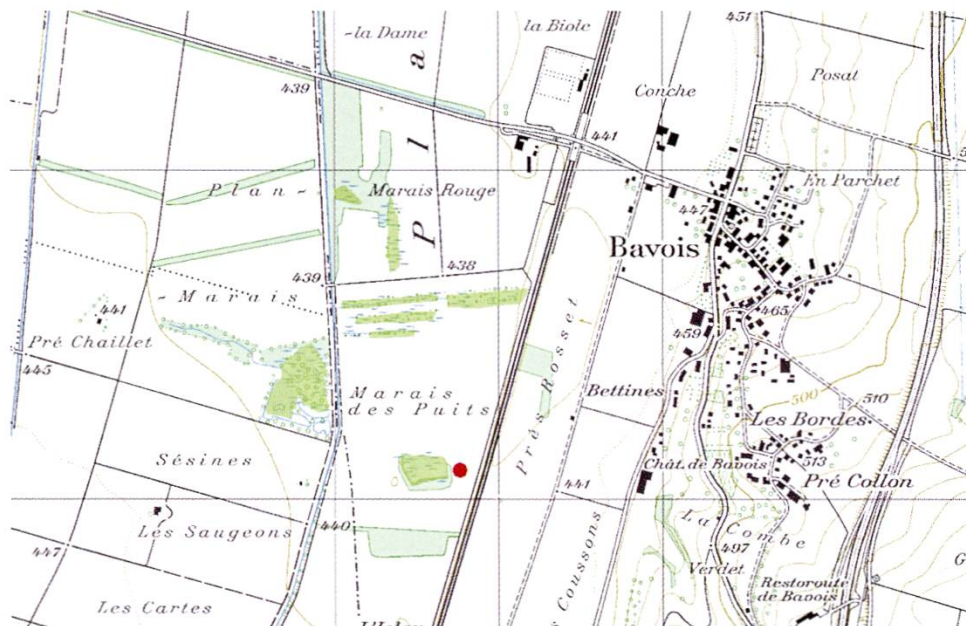 -la Dame
la Biole
451
Posat
439
Conche
441
Plan-
Marais Rouge
Pla
En Parchet
447
Bavois
439
438
-Marais
441
Pré Chaillet
445
465
459
Près Rosset
Marais
des Puits
Bettines
500
510
Les Bordes
Sésines
Chât. de Bavois
513
Pré Collon
441
Les Saugeons
440
La Combe
447
497
Verdet
s Coussons
Restoroute
de Bavois
Les Cartes